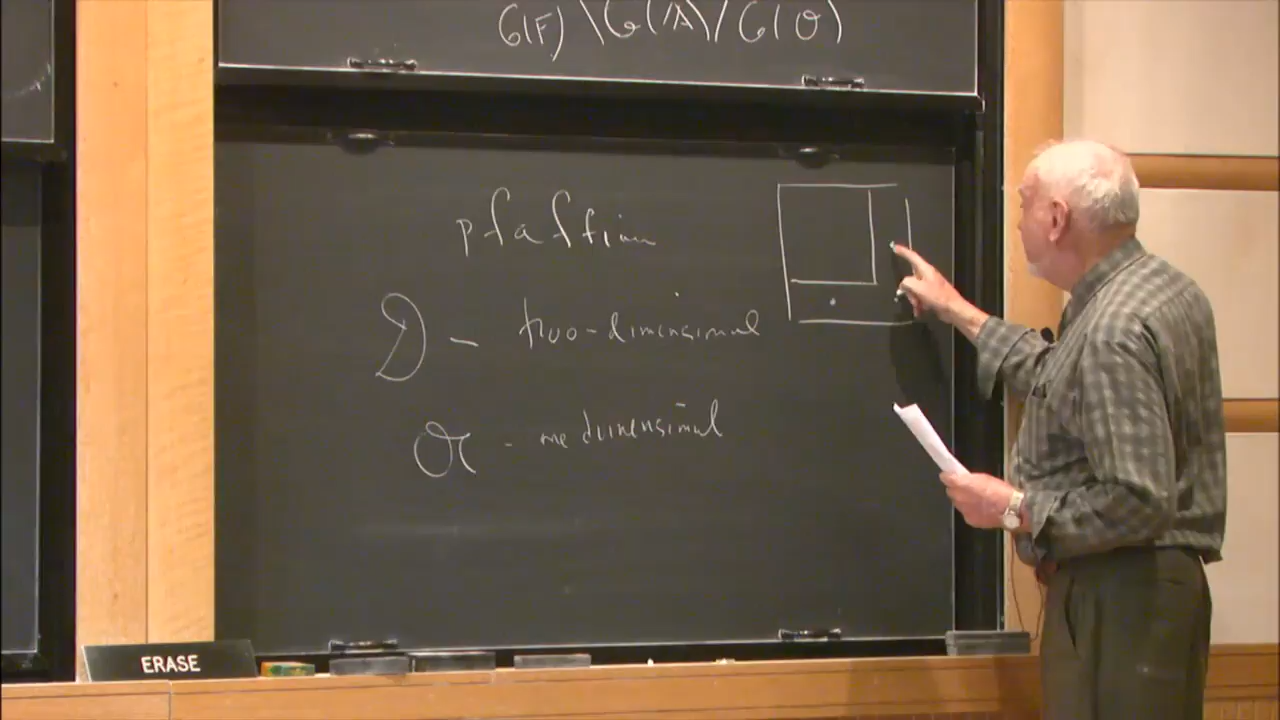 G(F)\G(𝔸)/G(O)
pfaffian
D - two-dimensional
σ - one dimensional
ERASE